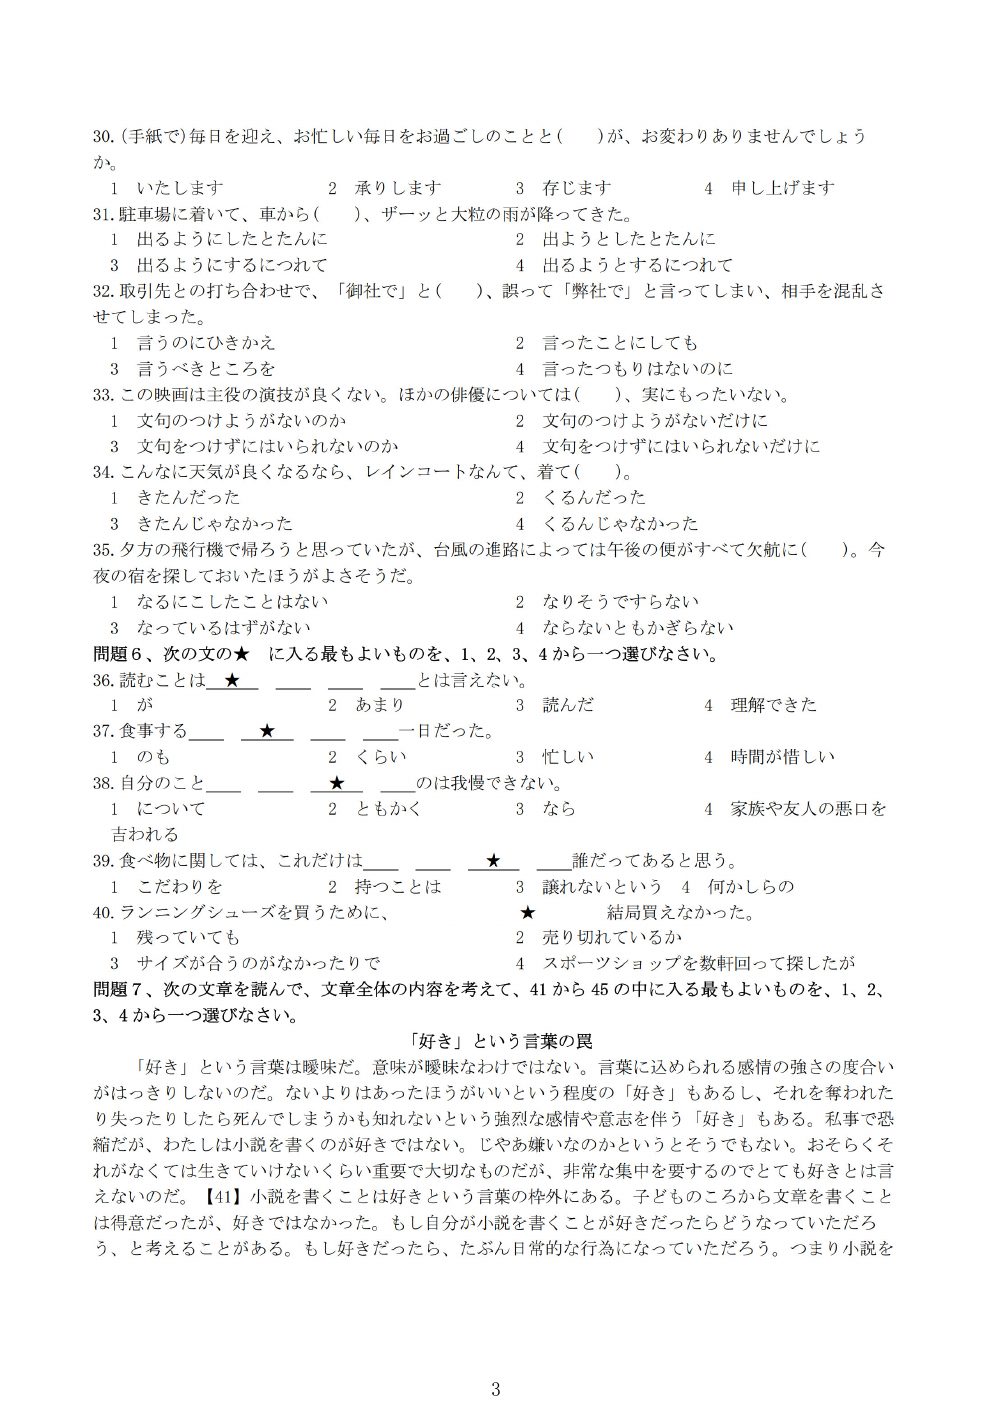 30.(手紙で)毎日を迎え、お忙しい毎日をお過ごしのことと(　　)が、お変わりありませんでしょう
か。
1　いたします　2　承りします　3　存じます　4　申し上げます
31.駐車場に着いて、車から(　　)、ザーッと大粒の雨が降ってきた。
1　出るようにしたとたんに　2　出ようとしたとたんに
3　出るようにするにつれて　4　出るようとするにつれて
32.取引先との打ち合わせで、「御社で」と(　　)、誤って「弊社で」と言ってしまい、相手を混乱さ
せてしまった。
1　言うのにひきかえ　2　言ったことにしても
3　言うべきところを　4　言ったつもりはないのに
33.この映画は主役の演技が良くない。ほかの俳優については(　　)、実にもったいない。
1　文句のつけようがないのか　2　文句のつけようがないだけに
3　文句をつけずにはいられないのか　4　文句をつけずにはいられないだけに
34.こんなに天気が良くなるなら、レインコートなんて、着て(　　)。
1　きたんだった　2　くるんだった
3　きたんじゃなかった　4　くるんじゃなかった
35.夕方の飛行機で帰ろうと思っていたが、台風の進路によっては午後の便がすべて欠航に(　　)。今
夜の宿を探しておいたほうがよさそうだ。
1　なるにこしたことはない　2　なりそうですらない
3　なっているはずがない　4　ならないともかぎらない
問題６、次の文の★　に入る最もよいものを、1、2、3、4 から一つ選びなさい。
36.読むことは__★__ ____ ____ ____とは言えない。
1　が　2　あまり　3　読んだ　4　理解できた
37.食事する____ __★__ ____ ____一日だった。
1　のも　2　くらい　3　忙しい　4　時間が惜しい
38.自分のこと____ ____ __★__ ____のは我慢できない。
1　について　2　ともかく　3　なら　4　家族や友人の悪口を
言われる
39.食べ物に関しては、これだけは____ ____ __★__ ____誰だってあると思う。
1　こだわりを　2　持つことは　3　譲れないという　4　何かしらの
40.ランニングシューズを買うために、　★　結局買えなかった。
1　残っていても　2　売り切れているか
3　サイズが合うのがなかったりで　4　スポーツショップを数軒回って探したが
問題７、次の文章を読んで、文章全体の内容を考えて、41 から 45 の中に入る最もよいものを、1、2、
3、4 から一つ選びなさい。
「好き」という言葉の罠
「好き」という言葉は曖昧だ。意味が曖昧なわけではない。言葉に込められる感情の強さの度合い
がはっきりしないのだ。ないよりはあったほうがいいという程度の「好き」もあるし、それを奪われた
り失ったりしたら死んでしまうかも知れないという強烈な感情や意志を伴う「好き」もある。私事で恐
縮だが、わたしは小説を書くのが好きではない。じやあ嫌いなのかというとそうでもない。おそらくそ
れがなくては生きていけないくらい重要で大切なものだが、非常な集中を要するのでとても好きとは言
えないのだ。【41】小説を書くことは好きという言葉の枠外にある。子どものころから文章を書くこと
は得意だったが、好きではなかった。もし自分が小説を書くことが好きだったらどうなっていただろ
う、と考えることがある。もし好きだったら、たぶん日常的な行為になっていただろう。つまり小説を
3